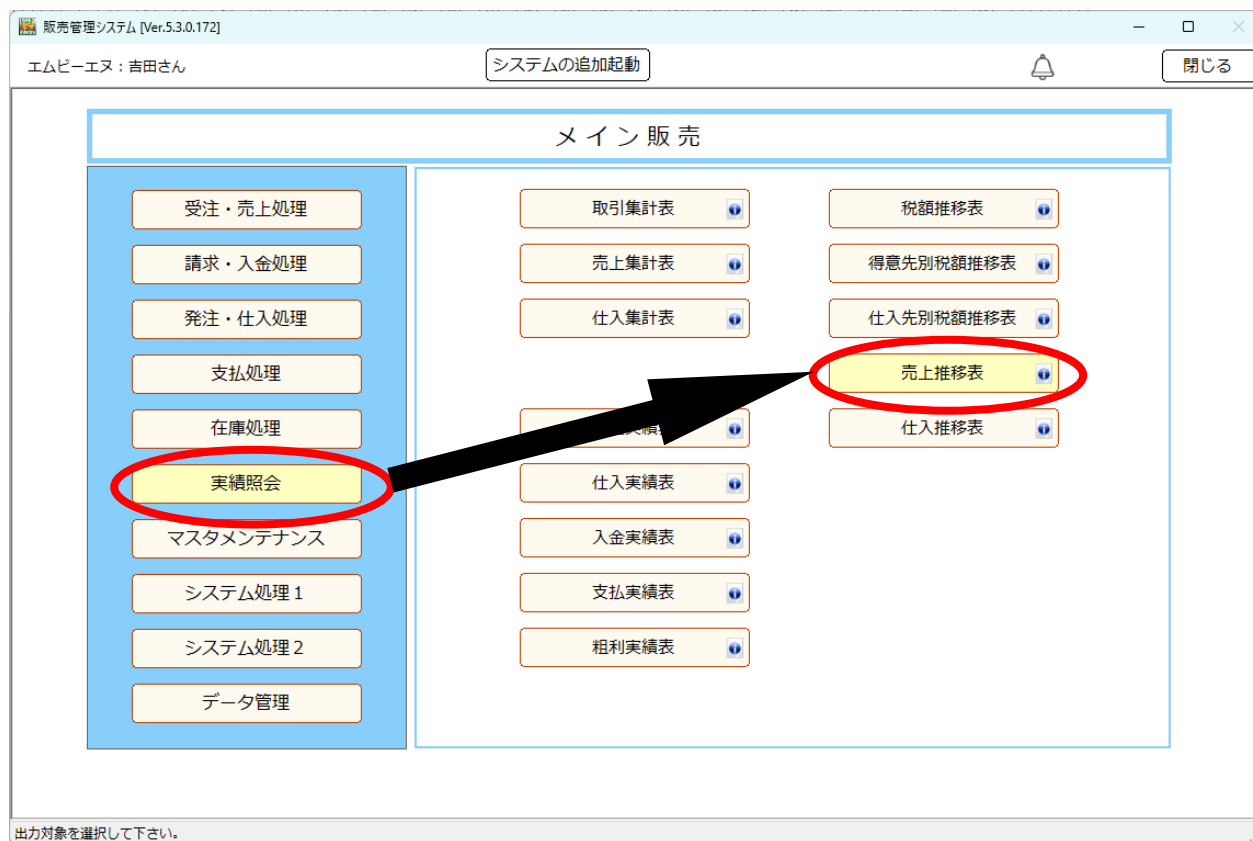 販売管理システム [Ver.5.3.0.172]
エムビーエヌ：吉田さん
システムの追加起動
閉じる
メイン販売
受注・売上処理
請求・入金処理
発注・仕入処理
支払処理
在庫処理
実績照会
マスタメンテナンス
システム処理１
システム処理２
データ管理
取引集計表
売上集計表
仕入集計表
仕入実績表
入金実績表
支払実績表
粗利実績表
税額推移表
得意先別税額推移表
仕入先別税額推移表
売上推移表
仕入推移表
出力対象を選択して下さい。